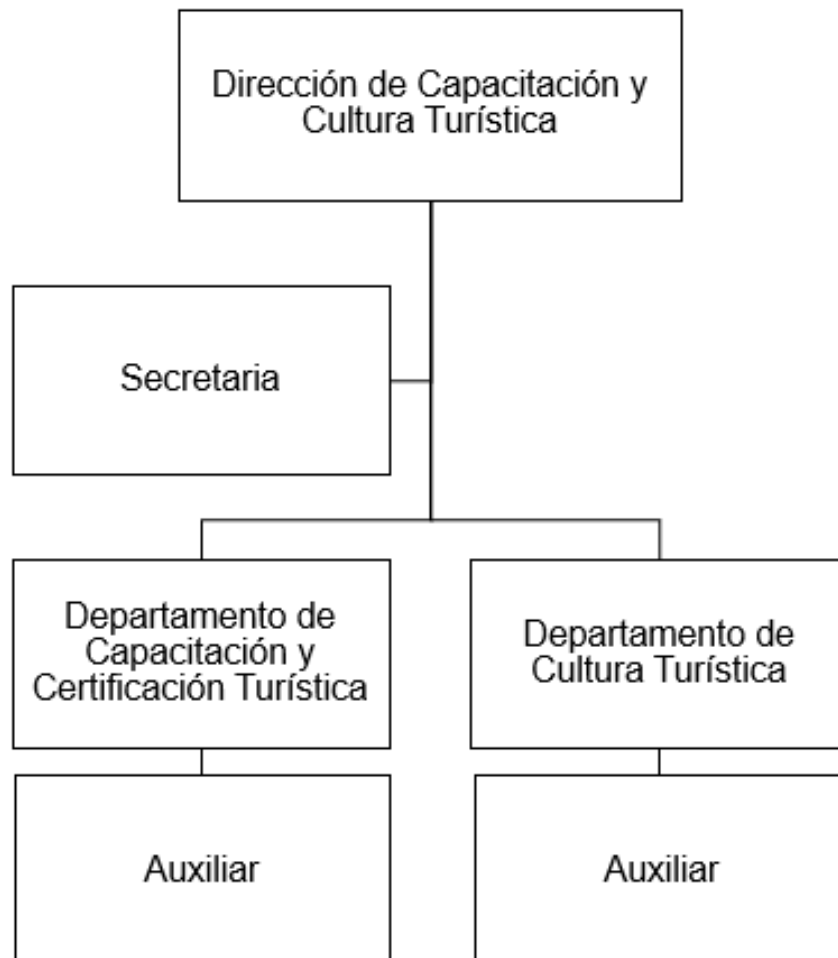 Dirección de Capacitación y
Cultura Turística
Secretaria
Departamento de
Capacitación y
Certificación Turística
Departamento de
Cultura Turística
Auxiliar
Auxiliar